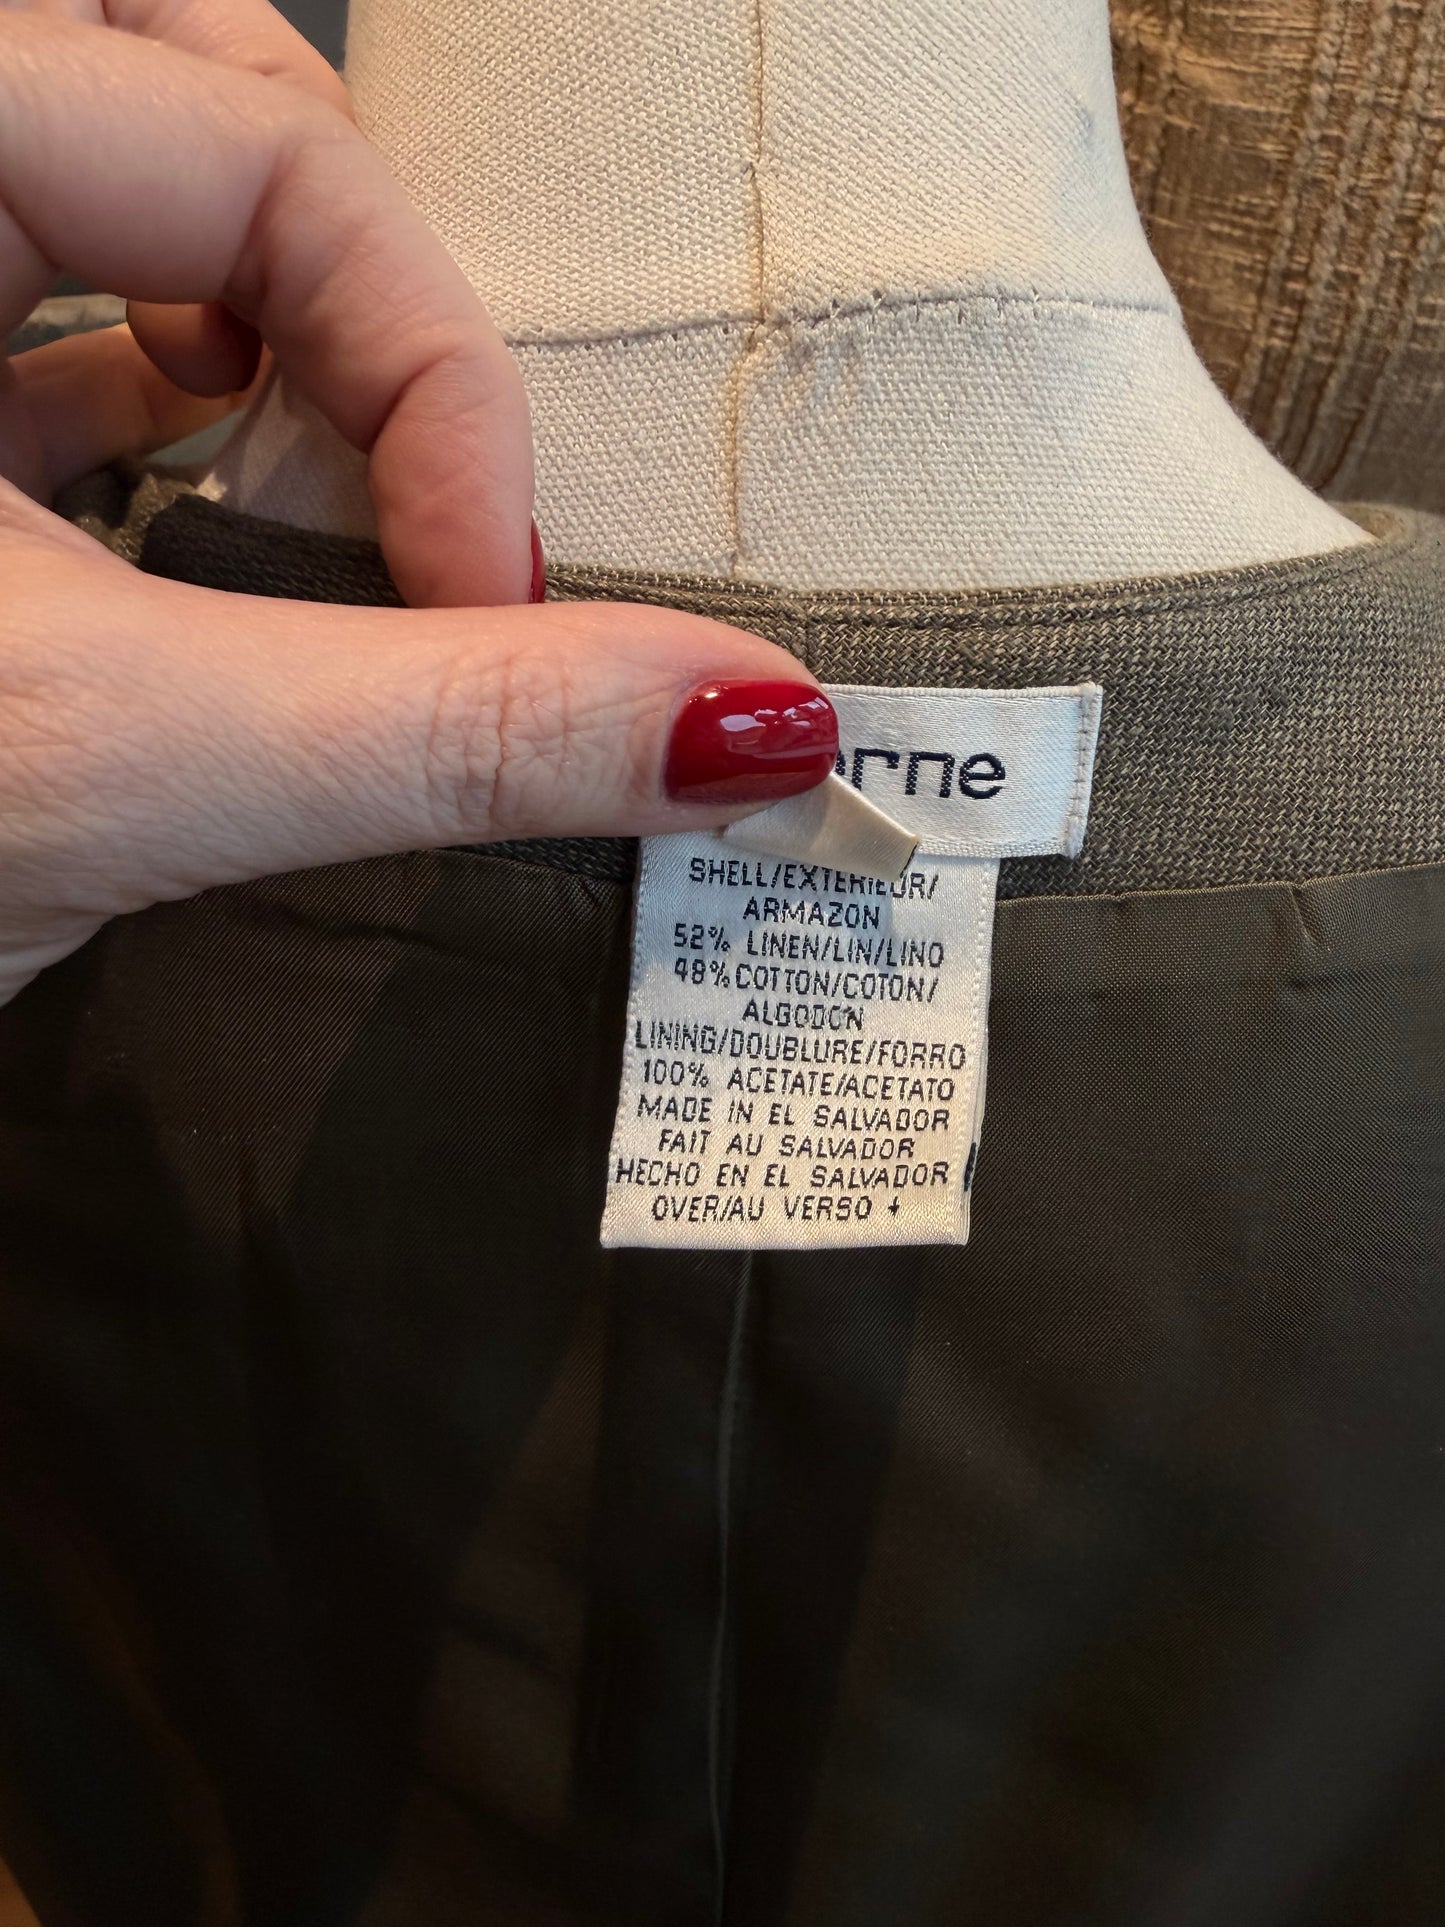 erne
SHELL/EXTERIEUR/
ARMAZON
52% LINEN/LIN/LINO
48% COTTON/COTON/
ALGODON
LINING/DOUBLURE/FORRO
100% ACETATE/ACETATO
MADE IN EL SALVADOR
FAIT AU SALVADOR
HECHO EN EL SALVADOR
OVER/AU VERSO +